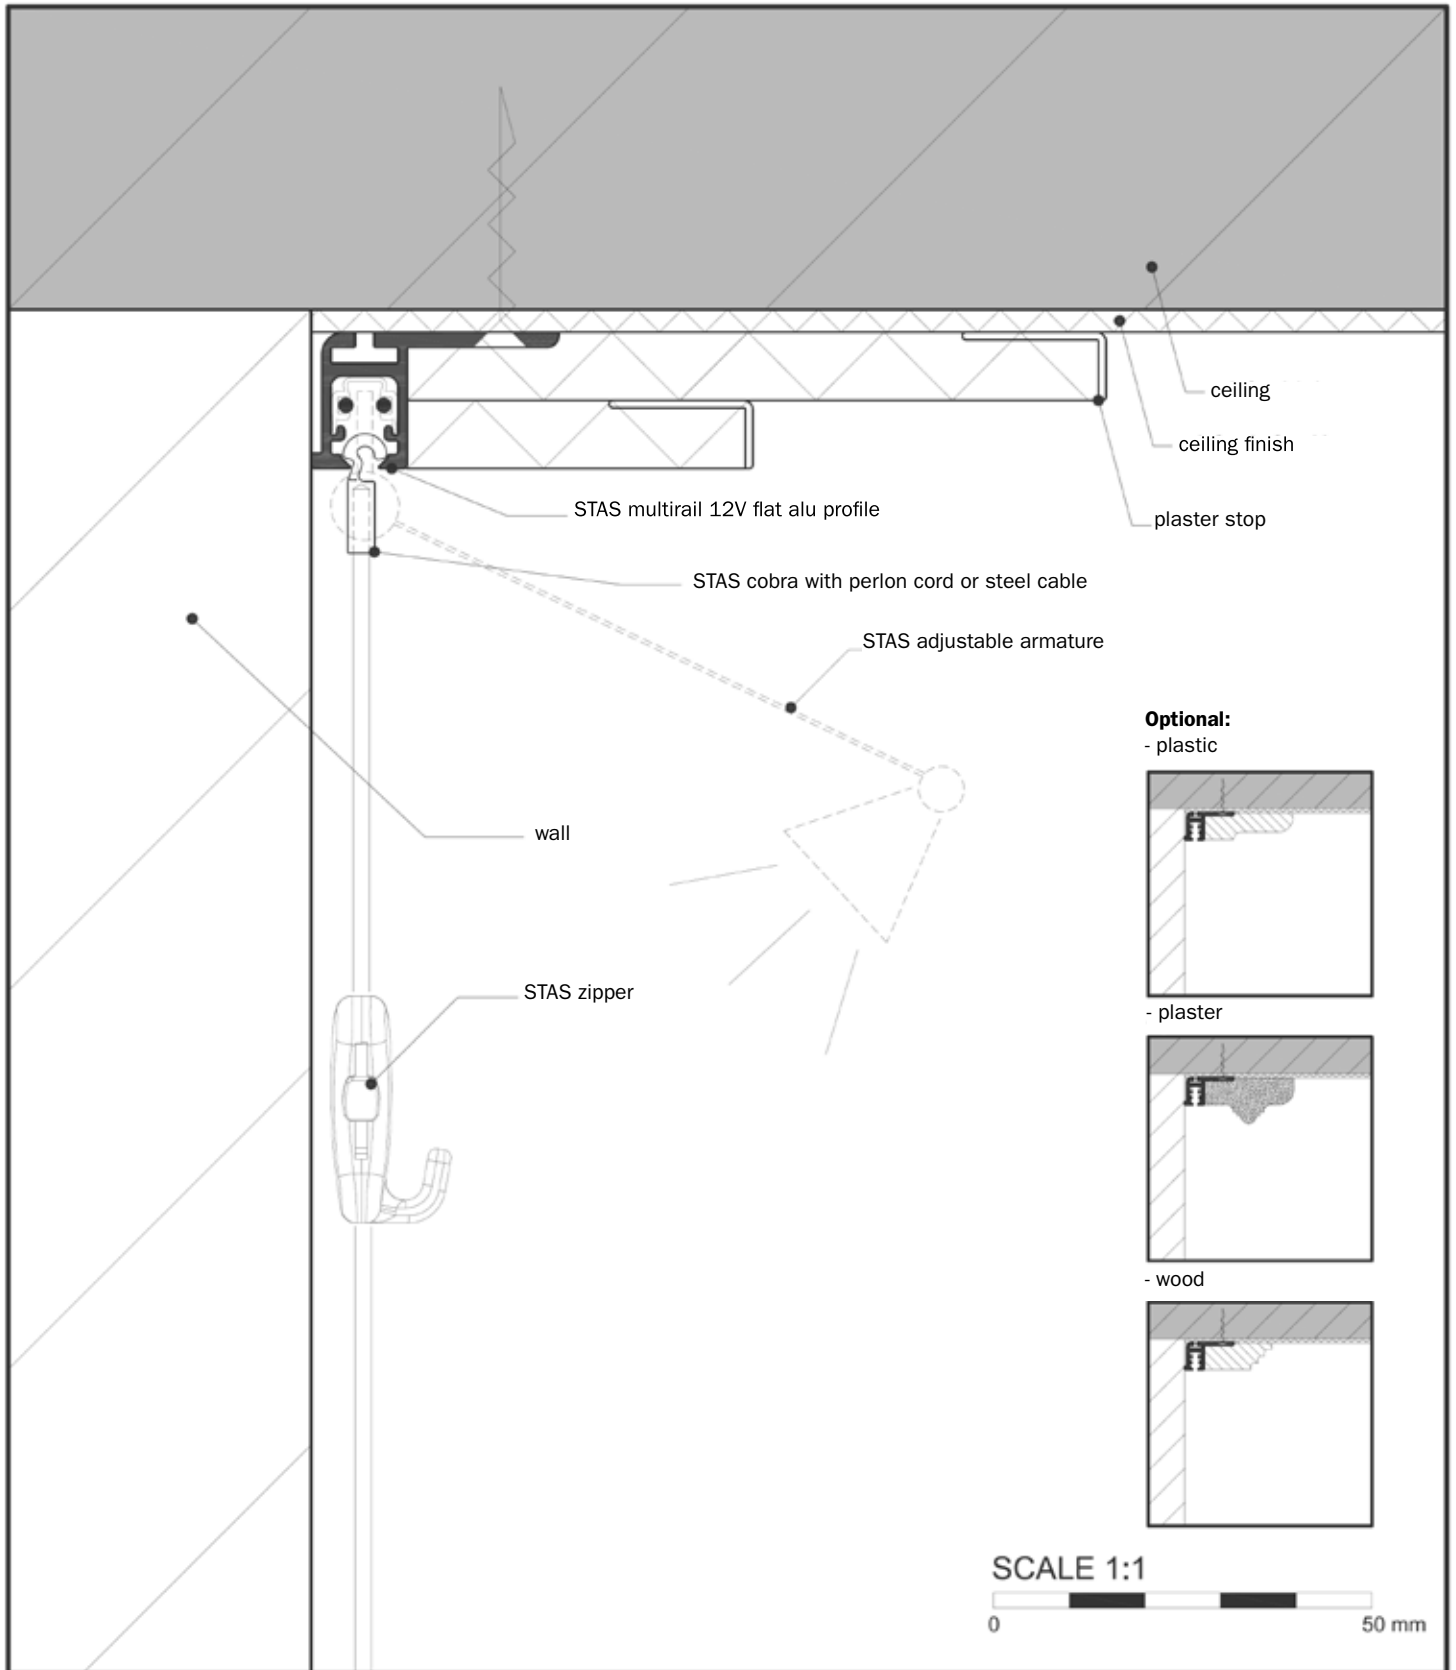 ceiling
ceiling finish
STAS multirail 12V flat alu profile
plaster stop
STAS cobra with perlon cord or steel cable
STAS adjustable armature
Optional:
- plastic
wall
STAS zipper
- plaster
- wood
SCALE 1:1
0 50 mm